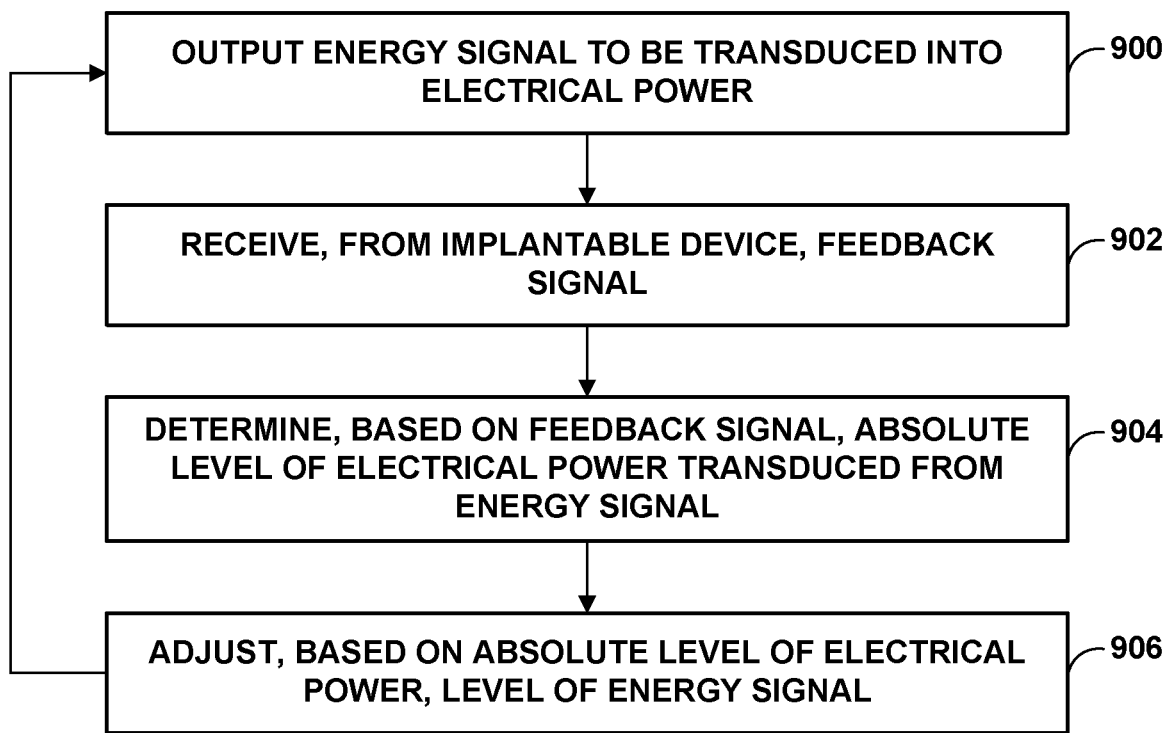 OUTPUT ENERGY SIGNAL TO BE TRANSDUCED INTO
ELECTRICAL POWER
900
RECEIVE, FROM IMPLANTABLE DEVICE, FEEDBACK
SIGNAL
902
DETERMINE, BASED ON FEEDBACK SIGNAL, ABSOLUTE
LEVEL OF ELECTRICAL POWER TRANSDUCED FROM
ENERGY SIGNAL
904
ADJUST, BASED ON ABSOLUTE LEVEL OF ELECTRICAL
POWER, LEVEL OF ENERGY SIGNAL
906